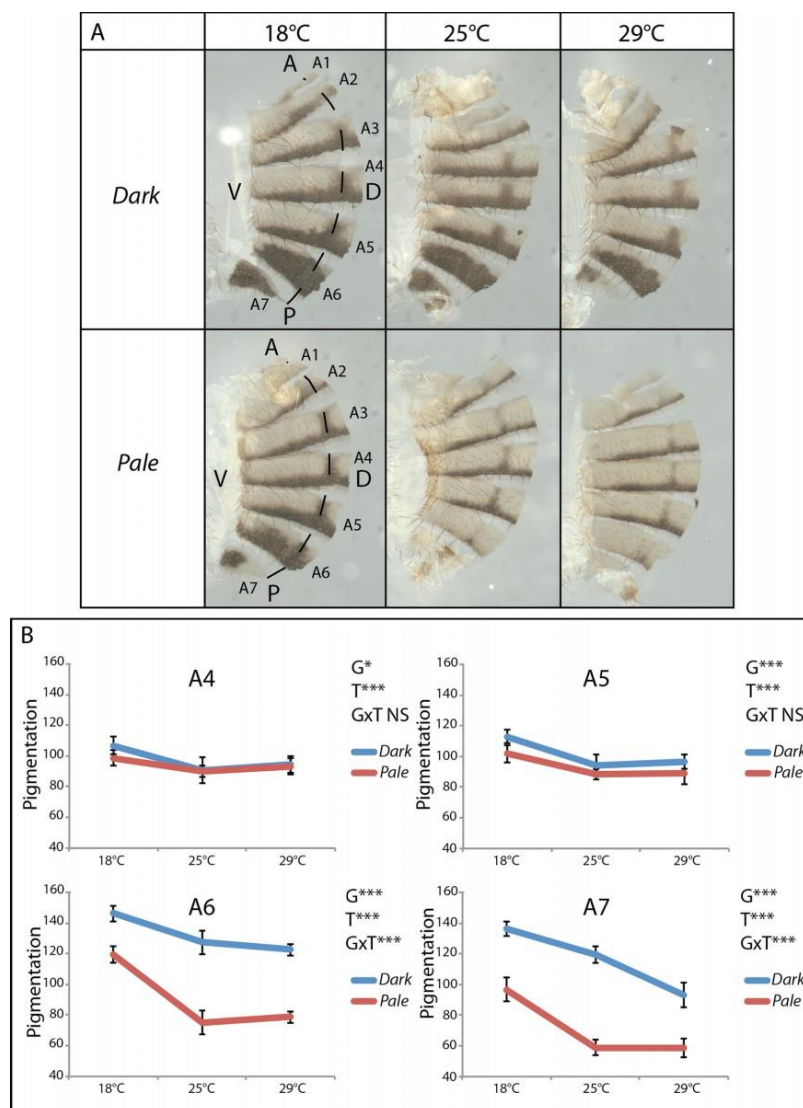 A 18°C 25°C 29°C
Dark
A A1
A2
A3
A4
V D
A5
A6
A7
P
Pale
A A1
A2
A3
A4
V D
A5
A6
A7
P
B
A4
Pigmentation
160
140
120
100
80
60
40
18°C 25°C 29°C
G*
T***
GxT NS
Dark
Pale
A5
Pigmentation
160
140
120
100
80
60
40
18°C 25°C 29°C
G***
T***
GxT NS
Dark
Pale
A6
Pigmentation
160
140
120
100
80
60
40
18°C 25°C 29°C
G***
T***
GxT***
Dark
Pale
A7
Pigmentation
160
140
120
100
80
60
40
18°C 25°C 29°C
G***
T***
GxT***
Dark
Pale